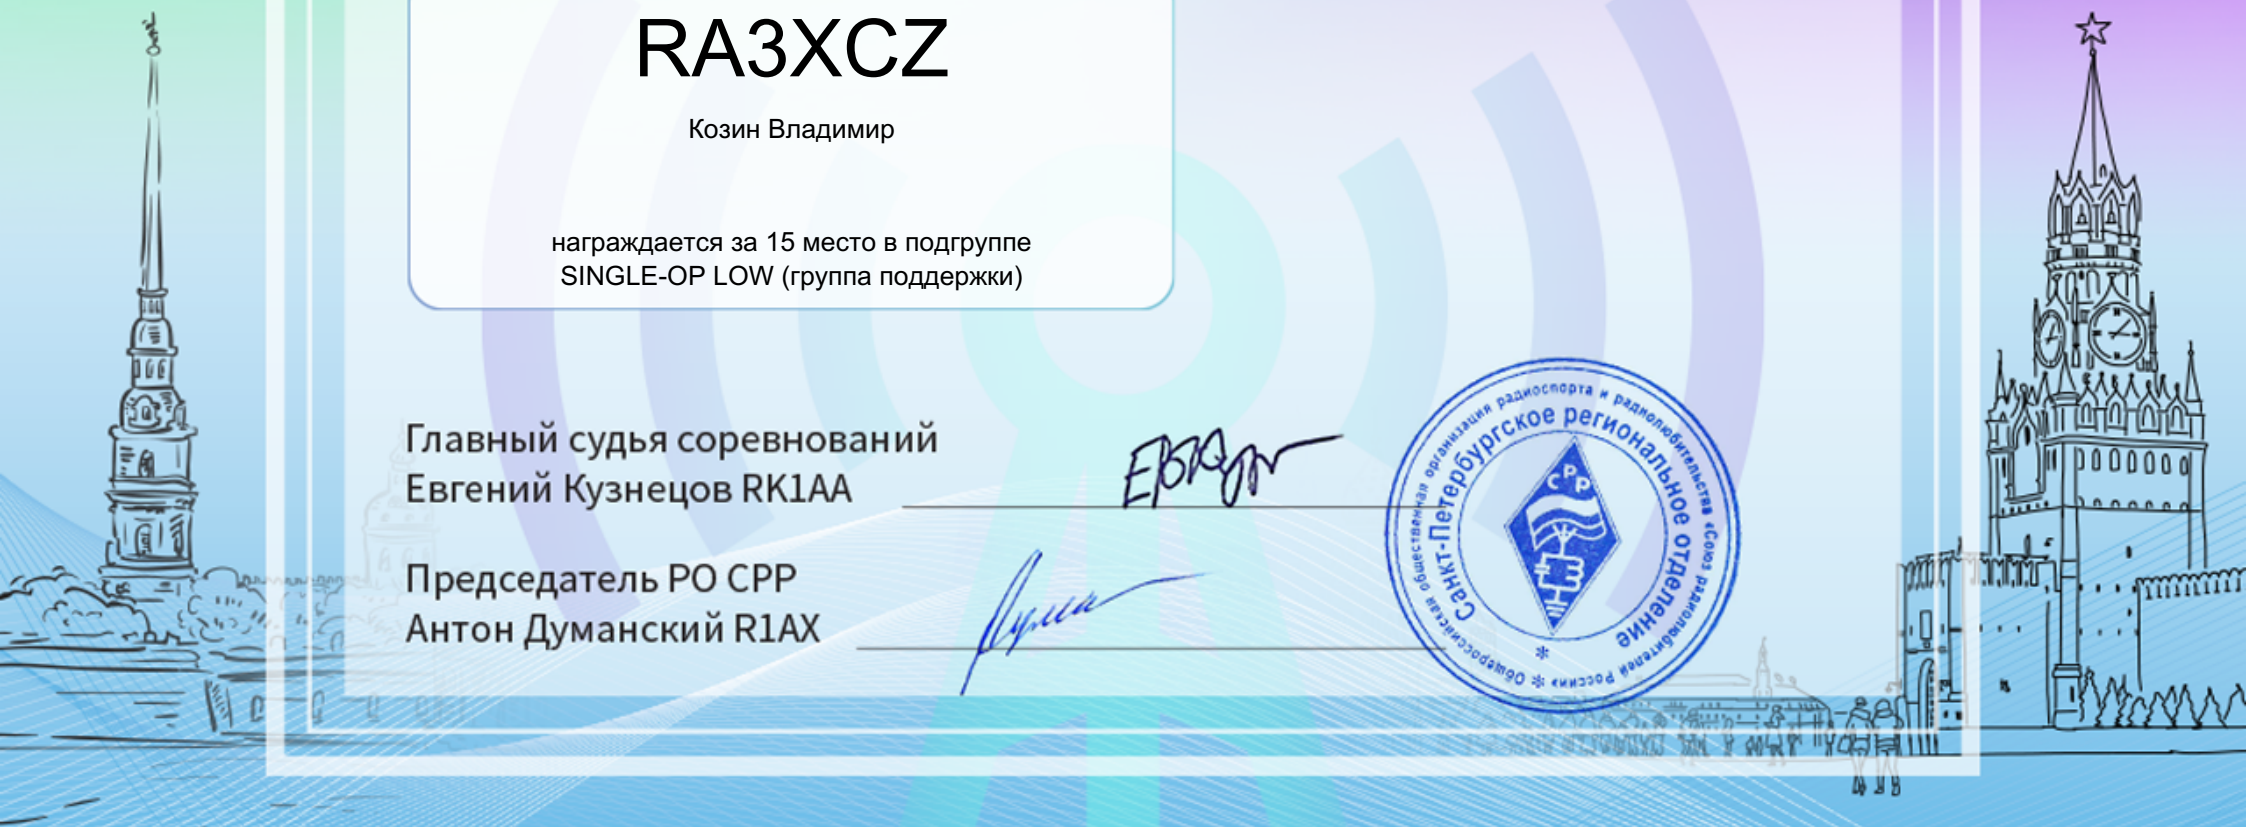 RA3XCZ
Козин Владимир
награждается за 15 место в подгруппе
SINGLE-OP LOW (группа поддержки)
Главный судья соревнований
Евгений Кузнецов RK1AA
Председатель РО СРР
Антон Думанский R1AX
Общероссийская общественная организация радиоспорта и радиолюбительства «Союз радиолюбителей России»
Санкт-Петербургское региональное отделение
СРР